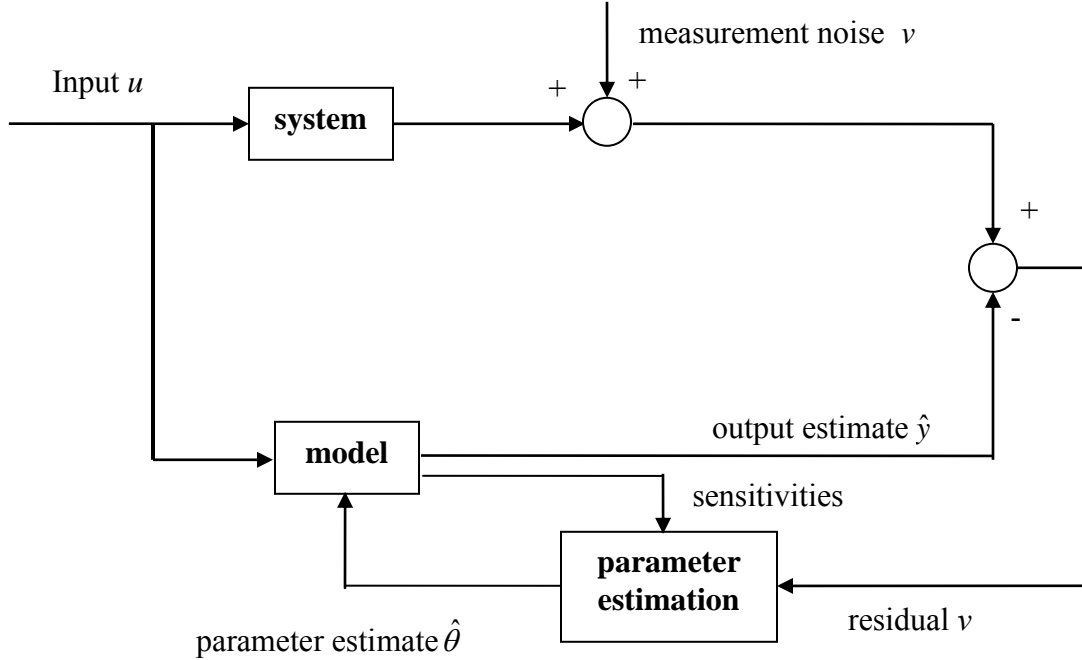 measurement noise v
Input u
+
+
system
+
-
output estimate ŷ
model
sensitivities
parameter
estimation
residual v
parameter estimate θ̂